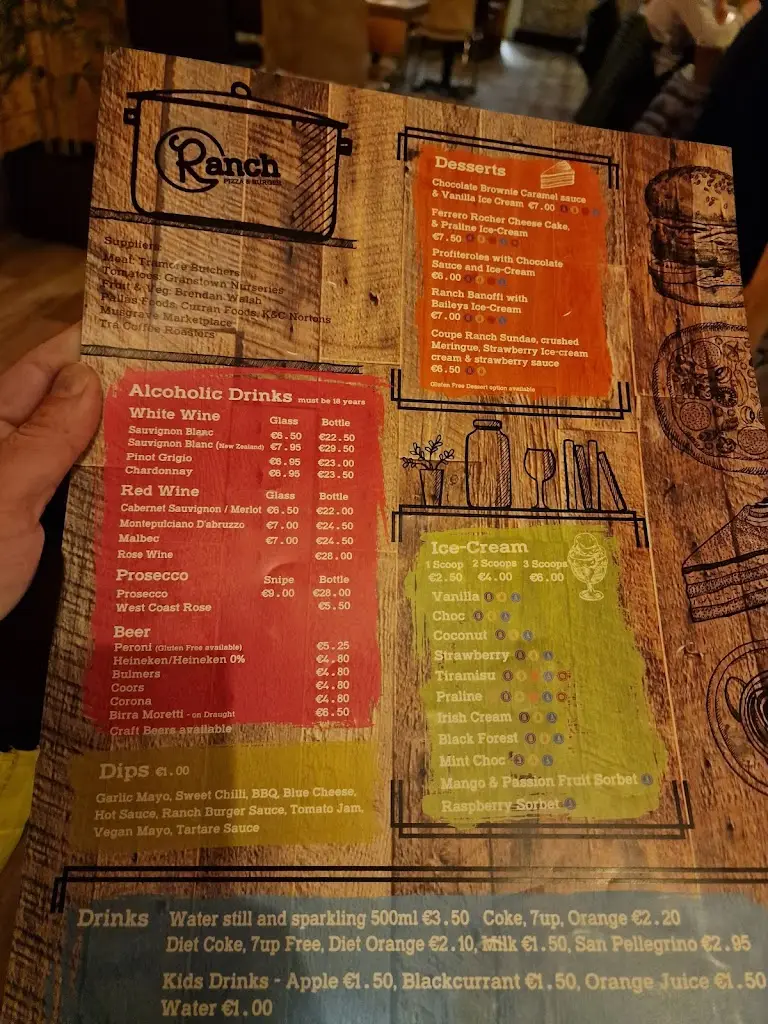 Ranch
PIZZA & BURGER
Suppliers:
Meat: Tramore Butchers
Tomatoes: Granstown Nurseries
Fruit & Veg: Brendan Walsh
Pallas Foods, Curran Foods, K&C Nortons
Musgrave Marketplace
Tra Coffee Roasters
Alcoholic Drinks must be 18 years
White Wine Glass Bottle
Sauvignon Blanc €6.50 €22.50
Sauvignon Blanc (New Zealand) €7.95 €29.50
Pinot Grigio €6.95 €23.00
Chardonnay €6.95 €23.50
Red Wine Glass Bottle
Cabernet Sauvignon / Merlot €6.50 €22.00
Montepulciano D'abruzzo €7.00 €24.50
Malbec €7.00 €24.50
Rose Wine €26.00
Prosecco Snipe Bottle
Prosecco €9.00 €28.00
West Coast Rose €5.50
Beer
Peroni (Gluten Free available) €5.25
Heineken/Heineken 0% €4.80
Bulmers €4.80
Coors €4.80
Corona €4.80
Birra Moretti - on Draught €6.50
Craft Beers available
Dips €1.00
Garlic Mayo, Sweet Chilli, BBQ, Blue Cheese,
Hot Sauce, Ranch Burger Sauce, Tomato Jam,
Vegan Mayo, Tartare Sauce
Desserts
Chocolate Brownie Caramel sauce
& Vanilla Ice Cream €7.00
Ferrero Rocher Cheese Cake,
& Praline Ice-Cream
€7.50
Profiteroles with Chocolate
Sauce and Ice-Cream
€6.00
Ranch Banoffi with
Baileys Ice-Cream
€7.00
Coupe Ranch Sundae, crushed
Meringue, Strawberry Ice-cream
cream & strawberry sauce
€6.50
Gluten Free Dessert option available
Ice-Cream
1 Scoop 2 Scoops 3 Scoops
€2.50 €4.00 €6.00
Vanilla
Choc
Coconut
Strawberry
Tiramisu
Praline
Irish Cream
Black Forest
Mint Choc
Mango & Passion Fruit Sorbet
Raspberry Sorbet
Drinks Water still and sparkling 500ml €3.50 Coke, 7up, Orange €2.20
Diet Coke, 7up Free, Diet Orange €2.10, Milk €1.50, San Pellegrino €2.95
Kids Drinks - Apple €1.50, Blackcurrant €1.50, Orange Juice €1.50
Water €1.00